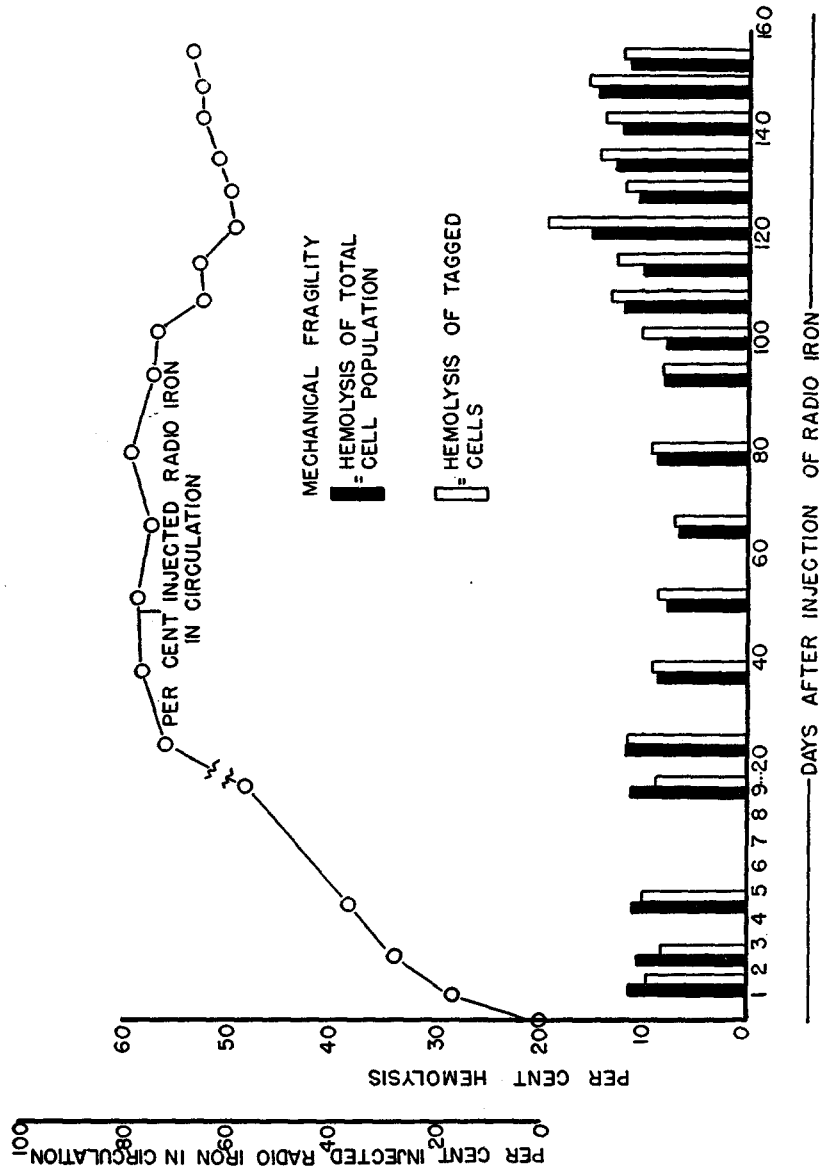 PER CENT INJECTED RADIO IRON IN CIRCULATION
100
80
60
40
20
0
PER CENT HEMOLYSIS
60
50
40
30
20
10
0
PER CENT INJECTED RADIO IRON
IN CIRCULATION
MECHANICAL FRAGILITY
= HEMOLYSIS OF TOTAL
CELL POPULATION
= HEMOLYSIS OF TAGGED
CELLS
1 2 3 4 5 6 7 8 9 20 40 60 80 100 120 140 160
DAYS AFTER INJECTION OF RADIO IRON